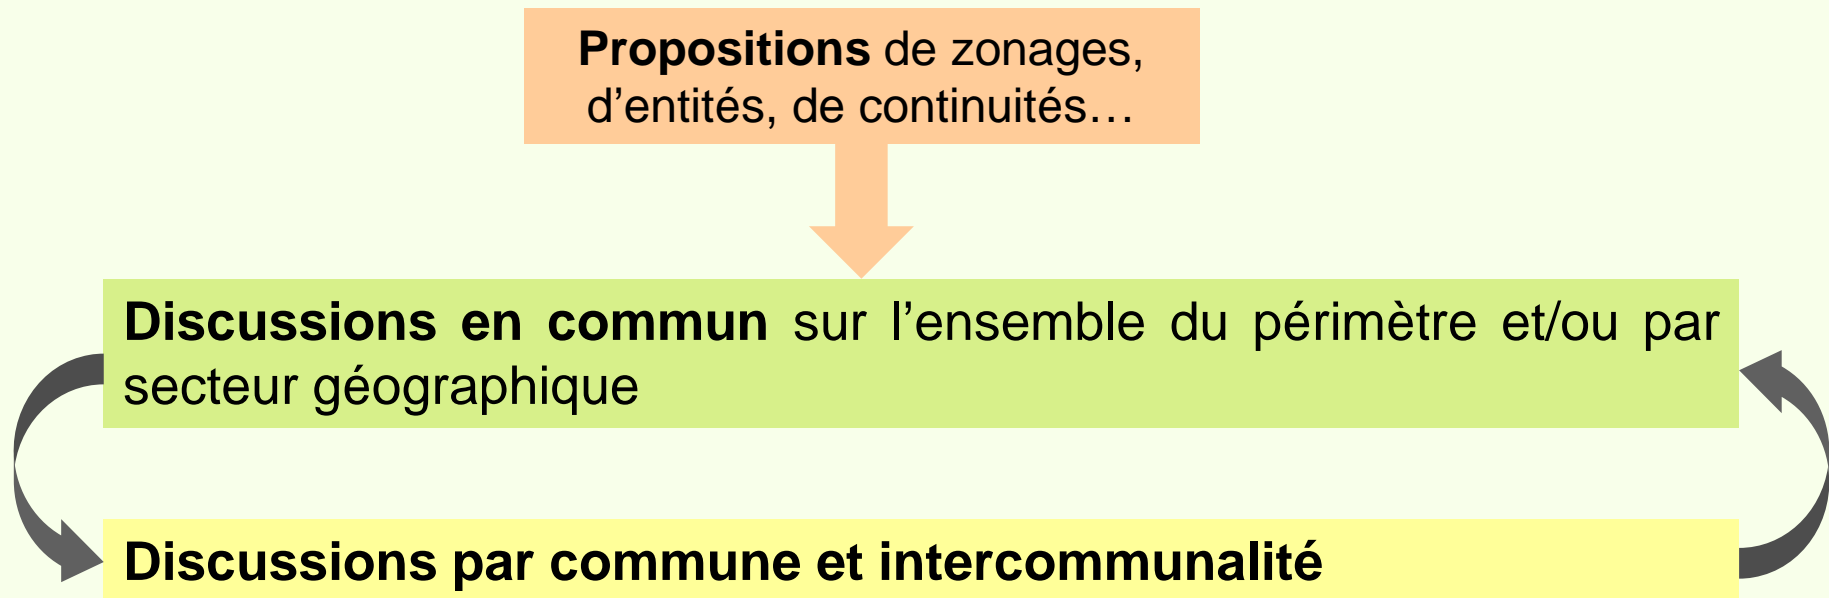 Propositions de zonages,
d’entités, de continuités…
Discussions en commun sur l’ensemble du périmètre et/ou par
secteur géographique
Discussions par commune et intercommunalité